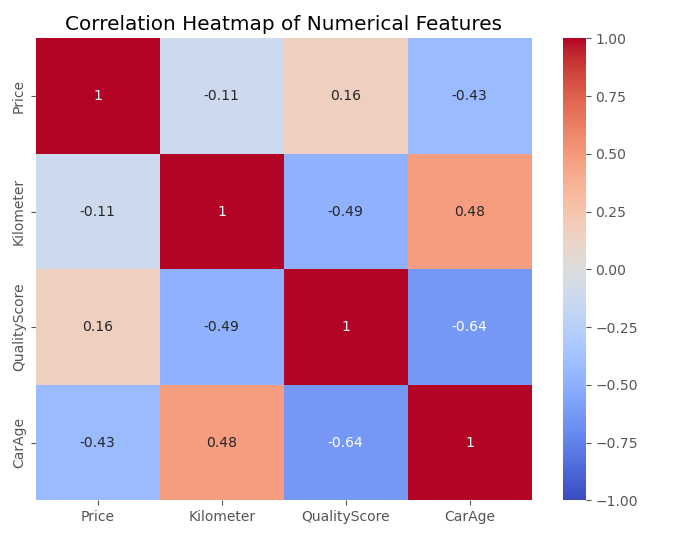 Correlation Heatmap of Numerical Features
Price
1
-0.11
0.16
-0.43
Kilometer
-0.11
1
-0.49
0.48
QualityScore
0.16
-0.49
1
-0.64
CarAge
-0.43
0.48
-0.64
1
Price
Kilometer
QualityScore
CarAge
1.00
0.75
0.50
0.25
0.00
−0.25
−0.50
−0.75
−1.00